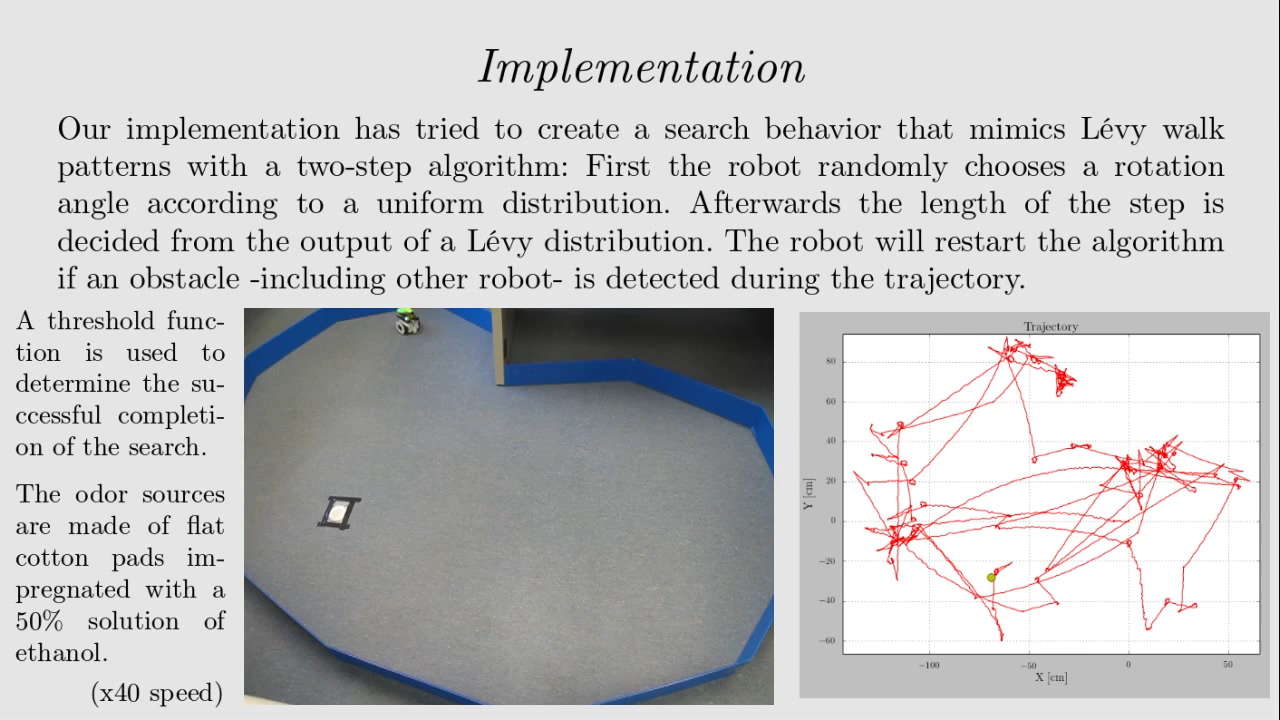 Implementation
Our implementation has tried to create a search behavior that mimics Lévy walk
patterns with a two-step algorithm: First the robot randomly chooses a rotation
angle according to a uniform distribution. Afterwards the length of the step is
decided from the output of a Lévy distribution. The robot will restart the algorithm
if an obstacle -including other robot- is detected during the trajectory.
A threshold func-
tion is used to
determine the su-
ccessful completi-
on of the search.
The odor sources
are made of flat
cotton pads im-
pregnated with a
50% solution of
ethanol.
(x40 speed)
Trajectory
80
60
40
20
0
−20
−40
−60
Y [cm]
−100
−50
0
50
X [cm]